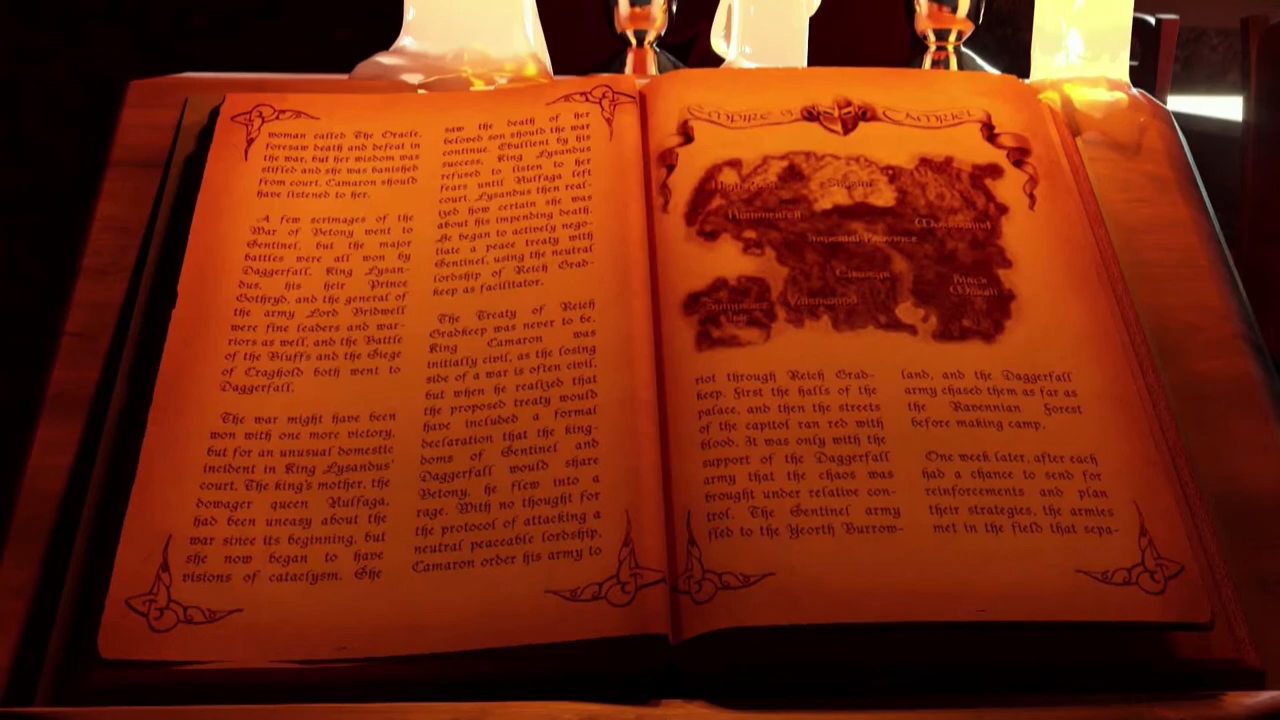 woman called The Oracle,
foresaw death and defeat in
the war, but her wisdom was
stifled and she was banished
from court. Camaron should
have listened to her.
A few scrimages of the
War of Betony went to
Sentinel, but the major
battles were all won by
Daggerfall. King Lysan-
dus, his heir Prince
Gothryd, and the general of
the army Lord Bridwell
were fine leaders and war-
riors as well, and the Battle
of the Bluffs and the Siege
of Craghold both went to
Daggerfall.
The war might have been
won with one more victory,
but for an unusual domestic
incident in King Lysandus'
court. The king's mother, the
dowager queen Nulfaga,
had been uneasy about the
war since its beginning, but
she now began to have
visions of cataclysm. She
saw the death of her
beloved son should the war
continue. Ebullient by his
success, King Lysandus
refused to listen to her
fears until Nulfaga left
court. Lysandus then real-
ized how certain she was
about his impending death.
He began to actively nego-
tiate a peace treaty with
Sentinel, using the neutral
lordship of Reich Grad-
keep as facilitator.
The Treaty of Reich
Gradkeep was never to be.
King Camaron was
initially civil, as the losing
side of a war is often civil,
but when he realized that
the proposed treaty would
have included a formal
declaration that the king-
doms of Sentinel and
Daggerfall would share
Betony, he flew into a
rage. With no thought for
the protocol of attacking a
neutral peaceable lordship,
Camaron order his army to
Empire of Tamriel
High Rock
Skyrim
Hammerfell
Morrowind
Imperial Province
Elsweyr
Black
Marsh
Summerset
Isle
Valenwood
riot through Reich Grad-
keep. First the halls of the
palace, and then the streets
of the capitol ran red with
blood. It was only with the
support of the Daggerfall
army that the chaos was
brought under relative con-
trol. The Sentinel army
fled to the Yeorth Burrow-
land, and the Daggerfall
army chased them as far as
the Ravennian Forest
before making camp.
One week later, after each
had a chance to send for
reinforcements and plan
their strategies, the armies
met in the field that sepa-